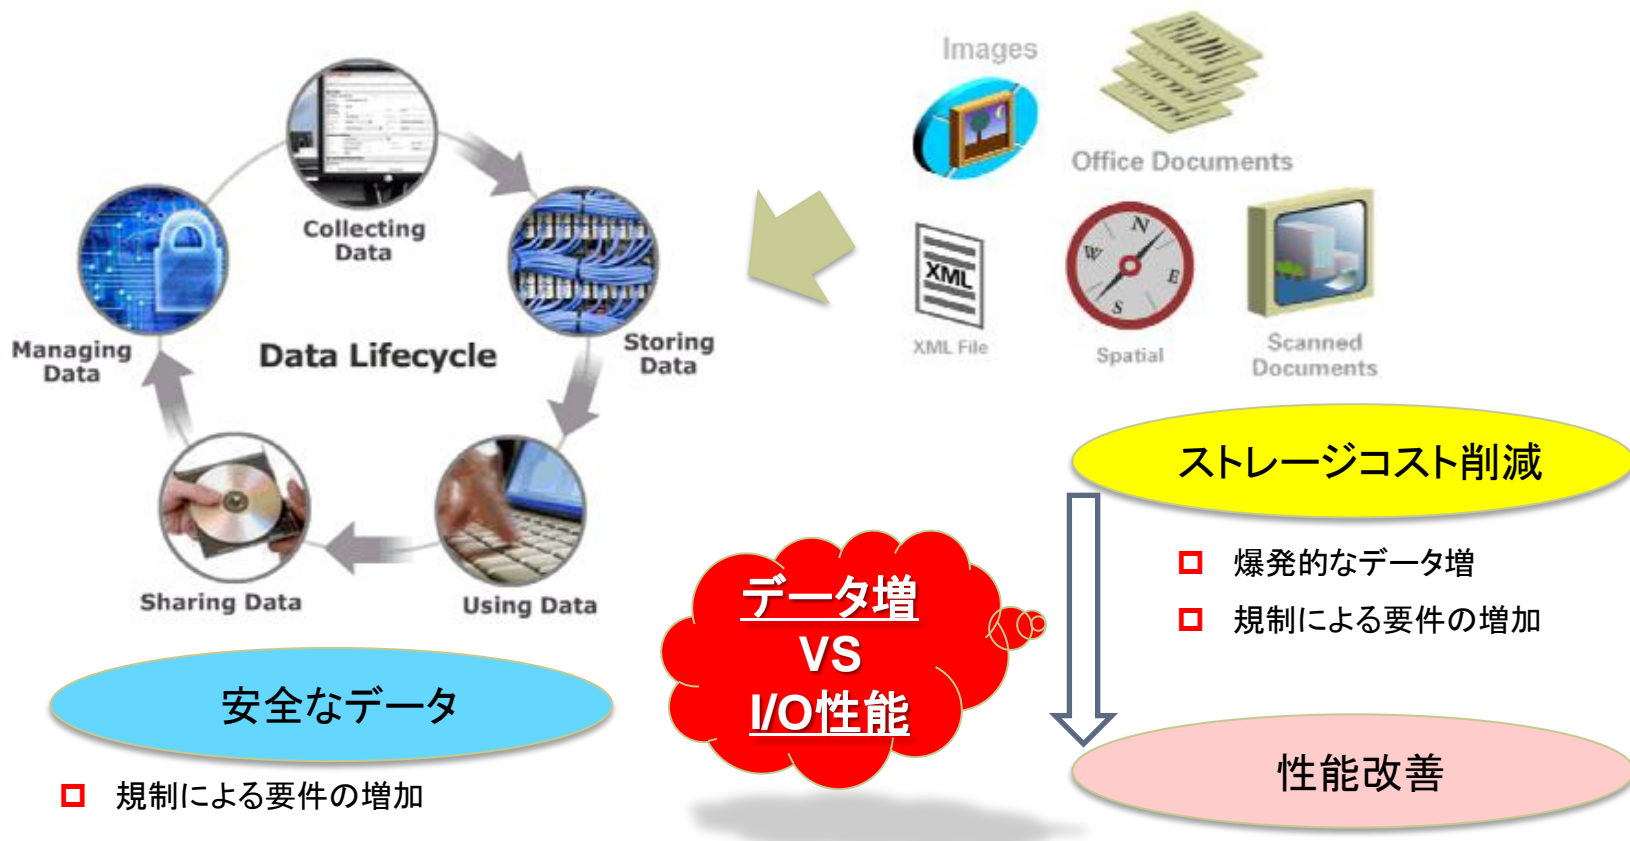 Collecting
Data
Storing
Data
Using Data
Sharing Data
Managing
Data
Data Lifecycle
Images
Office Documents
XML
XML File
N
W
E
S
Spatial
Scanned
Documents
ストレージコスト削減
爆発的なデータ増
規制による要件の増加
データ増
VS
I/O性能
安全なデータ
規制による要件の増加
性能改善